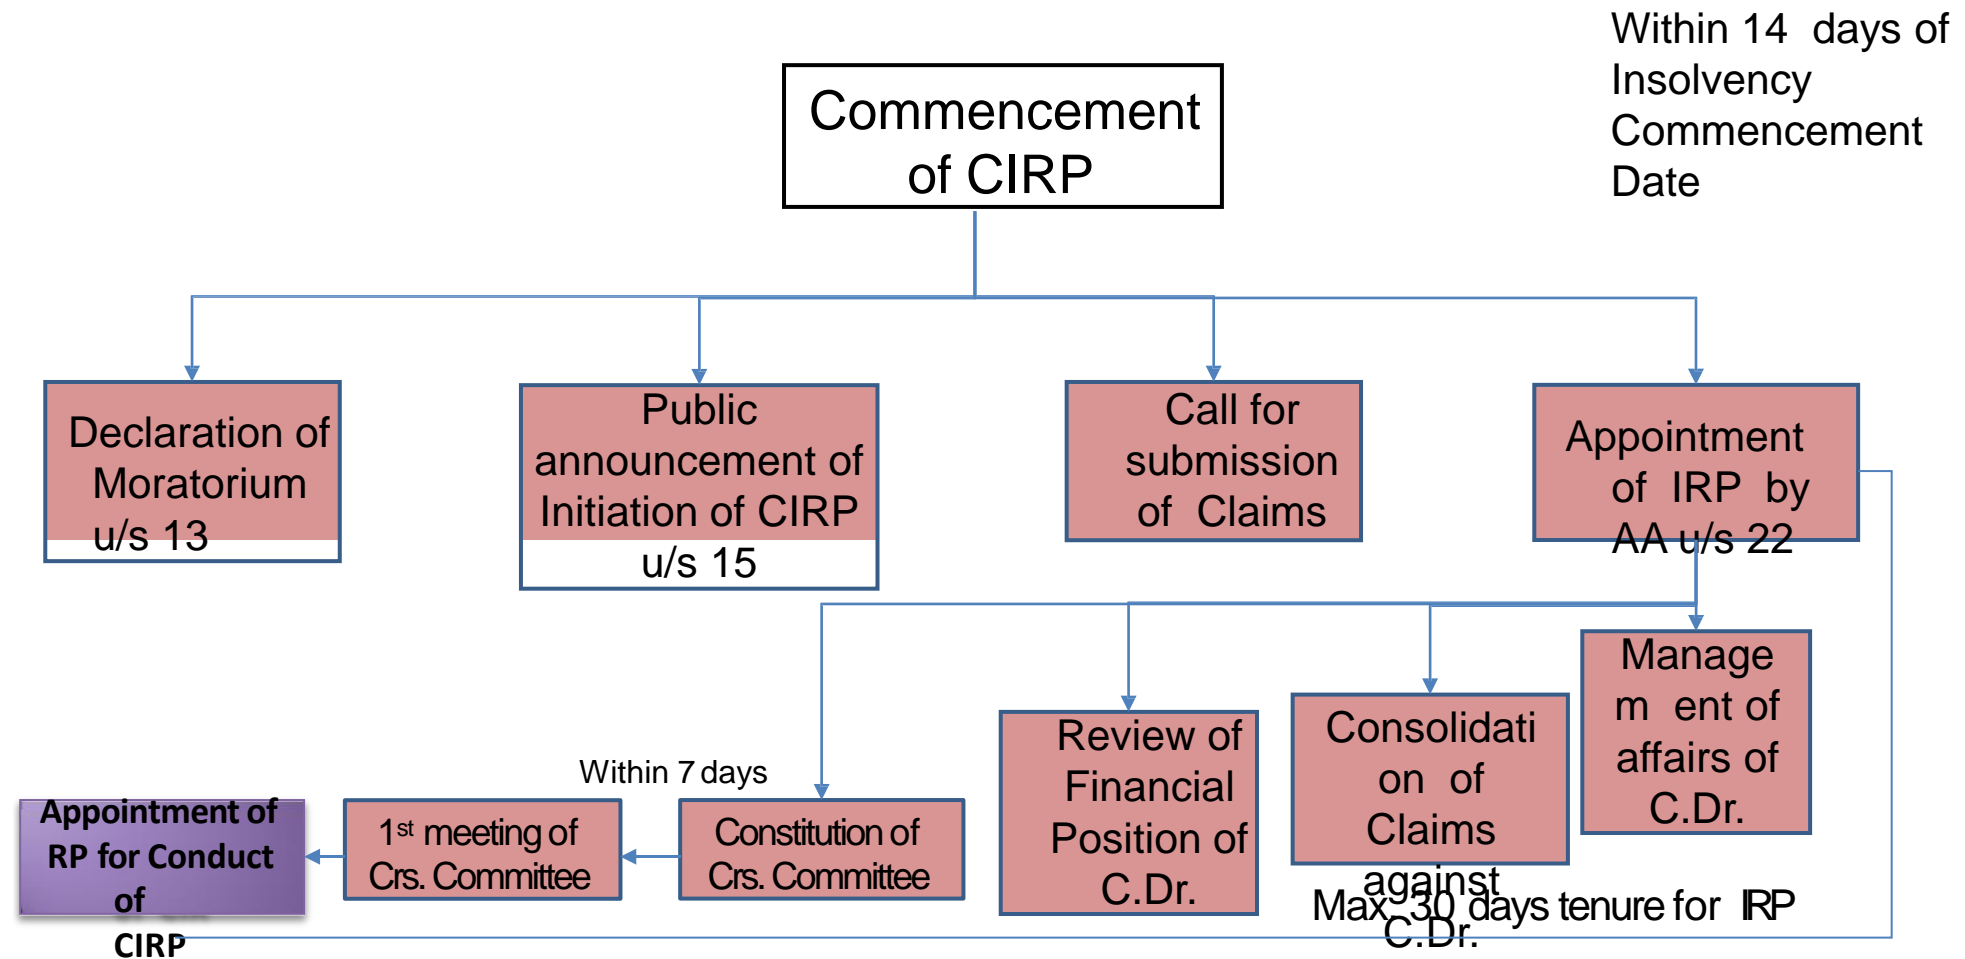 Within 14 days of
Insolvency
Commencement
Date
Commencement
of CIRP
Declaration of
Moratorium
u/s 13
Public
announcement of
Initiation of CIRP
u/s 15
Call for
submission
of Claims
Appointment
of IRP by
AA u/s 22
Manage
m ent of
affairs of
C.Dr.
Consolidati
on of
Claims
against
C.Dr.
Review of
Financial
Position of
C.Dr.
Within 7 days
Constitution of
Crs. Committee
1st meeting of
Crs. Committee
Appointment of
RP for Conduct
of
CIRP
Max. 30 days tenure for IRP